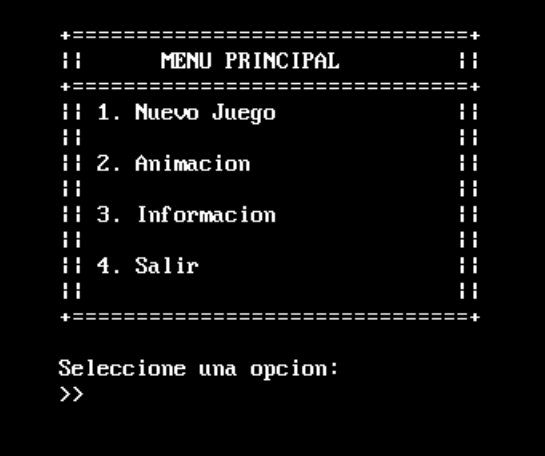 +===============================+
||      MENU PRINCIPAL         ||
+===============================+
|| 1. Nuevo Juego              ||
||                             ||
|| 2. Animacion                ||
||                             ||
|| 3. Informacion              ||
||                             ||
|| 4. Salir                    ||
||                             ||
+===============================+
Seleccione una opcion:
>>